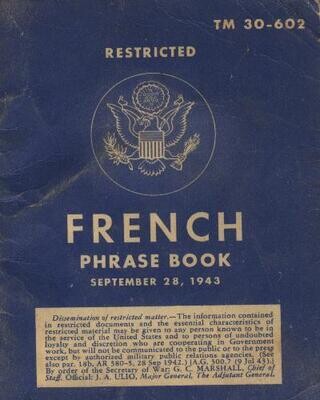 TM 30-602
RESTRICTED
FRENCH
PHRASE BOOK
SEPTEMBER 28, 1943
Dissemination of restricted matter.—The information contained
in restricted documents and the essential characteristics of
restricted material may be given to any person known to be in
the service of the United States and to persons of undoubted
loyalty and discretion who are cooperating in Government
work, but will not be communicated to the public or to the press
except by authorized military public relations agencies. (See
also par. 18b, AR 380-5, 28 Sep 1942.) (A.G. 300.7 (9 Jul 43).)
By order of the Secretary of War: G. C. MARSHALL, Chief of
Staff. Official: J. A. ULIO, Major General, The Adjutant General.